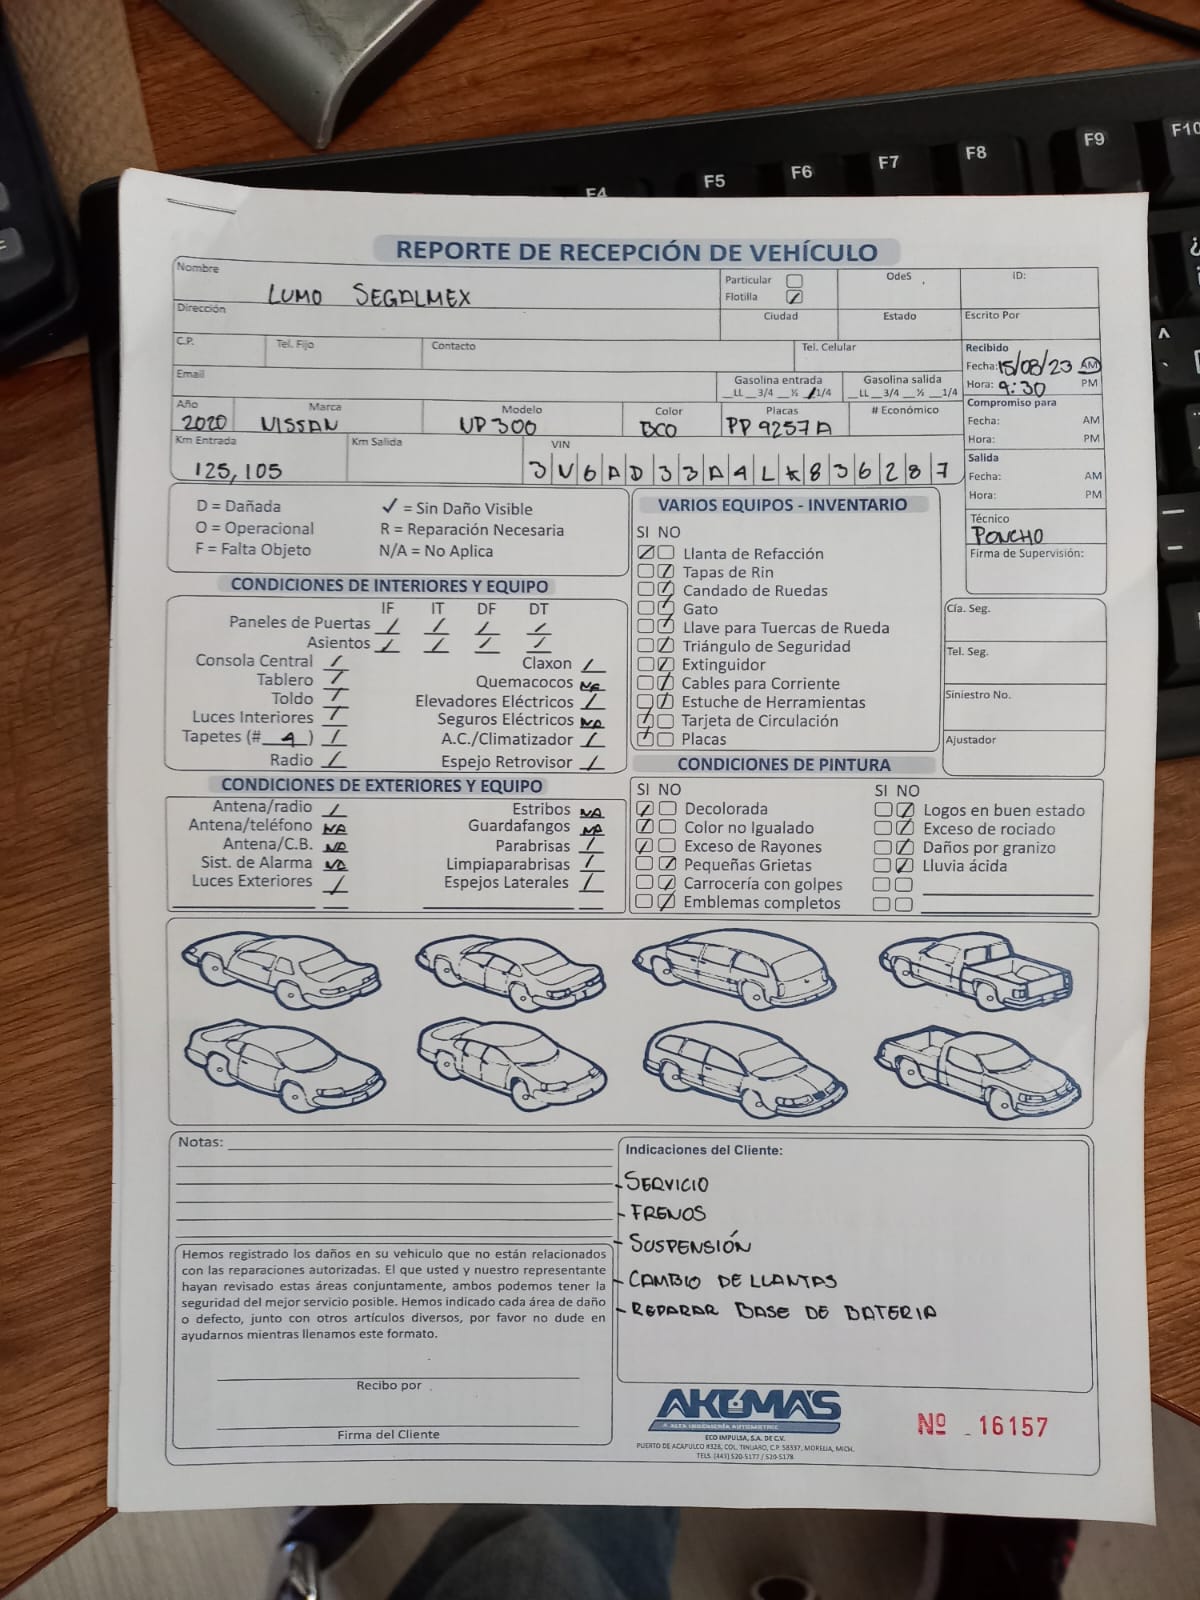 F4 F5 F6 F7 F8 F9 F10
REPORTE DE RECEPCIÓN DE VEHÍCULO
Nombre LUMO SEGALMEX
Particular
Flotilla
OdeS
ID:
Dirección
Ciudad
Estado
Escrito Por
C.P.
Tel. Fijo
Contacto
Tel. Celular
Recibido
Fecha: 15/08/23 AM
Hora: 9:30 PM
Email
Gasolina entrada
__LL __3/4 __½ __1/4
Gasolina salida
__LL __3/4 __½ __1/4
Año 2020
Marca NISSAN
Modelo NP300
Color BCO
Placas PP9257A
# Económico
Compromiso para
Fecha: AM
Hora: PM
Km Entrada 125,105
Km Salida
VIN 3N6AD33A4LK836287
Salida
Fecha: AM
Hora: PM
Técnico
PONCHO
Firma de Supervisión:
D = Dañada
✓ = Sin Daño Visible
O = Operacional
R = Reparación Necesaria
F = Falta Objeto
N/A = No Aplica
CONDICIONES DE INTERIORES Y EQUIPO
IF IT DF DT
Paneles de Puertas
Asientos
Consola Central
Claxon
Tablero
Quemacocos NA
Toldo
Elevadores Eléctricos
Luces Interiores
Seguros Eléctricos NA
Tapetes (# 4 )
A.C./Climatizador
Radio
Espejo Retrovisor
CONDICIONES DE EXTERIORES Y EQUIPO
Antena/radio
Estribos NA
Antena/teléfono NA
Guardafangos NA
Antena/C.B. NA
Parabrisas
Sist. de Alarma NA
Limpiaparabrisas
Luces Exteriores
Espejos Laterales
VARIOS EQUIPOS - INVENTARIO
SI NO
Llanta de Refacción
Tapas de Rin
Candado de Ruedas
Gato
Llave para Tuercas de Rueda
Triángulo de Seguridad
Extinguidor
Cables para Corriente
Estuche de Herramientas
Tarjeta de Circulación
Placas
Cía. Seg.
Tel. Seg.
Siniestro No.
Ajustador
CONDICIONES DE PINTURA
SI NO
Decolorada
Color no Igualado
Exceso de Rayones
Pequeñas Grietas
Carrocería con golpes
Emblemas completos
SI NO
Logos en buen estado
Exceso de rociado
Daños por granizo
Lluvia ácida
Notas:
Hemos registrado los daños en su vehiculo que no están relacionados
con las reparaciones autorizadas. El que usted y nuestro representante
hayan revisado estas áreas conjuntamente, ambos podemos tener la
seguridad del mejor servicio posible. Hemos indicado cada área de daño
o defecto, junto con otros artículos diversos, por favor no dude en
ayudarnos mientras llenamos este formato.
Recibo por
Firma del Cliente
Indicaciones del Cliente:
- SERVICIO
- FRENOS
- SUSPENSIÓN
- CAMBIO DE LLANTAS
- REPARAR BASE DE BATERIA
AKUMA'S
A ALTA INGENIERÍA AUTOMOTRIZ
ECO IMPULSA, S.A. DE C.V.
PUERTO DE ACAPULCO #328, COL. TINIJARO, C.P. 58337, MORELIA, MICH.
TELS. (443) 520-5177 / 520-5178
Nº 16157